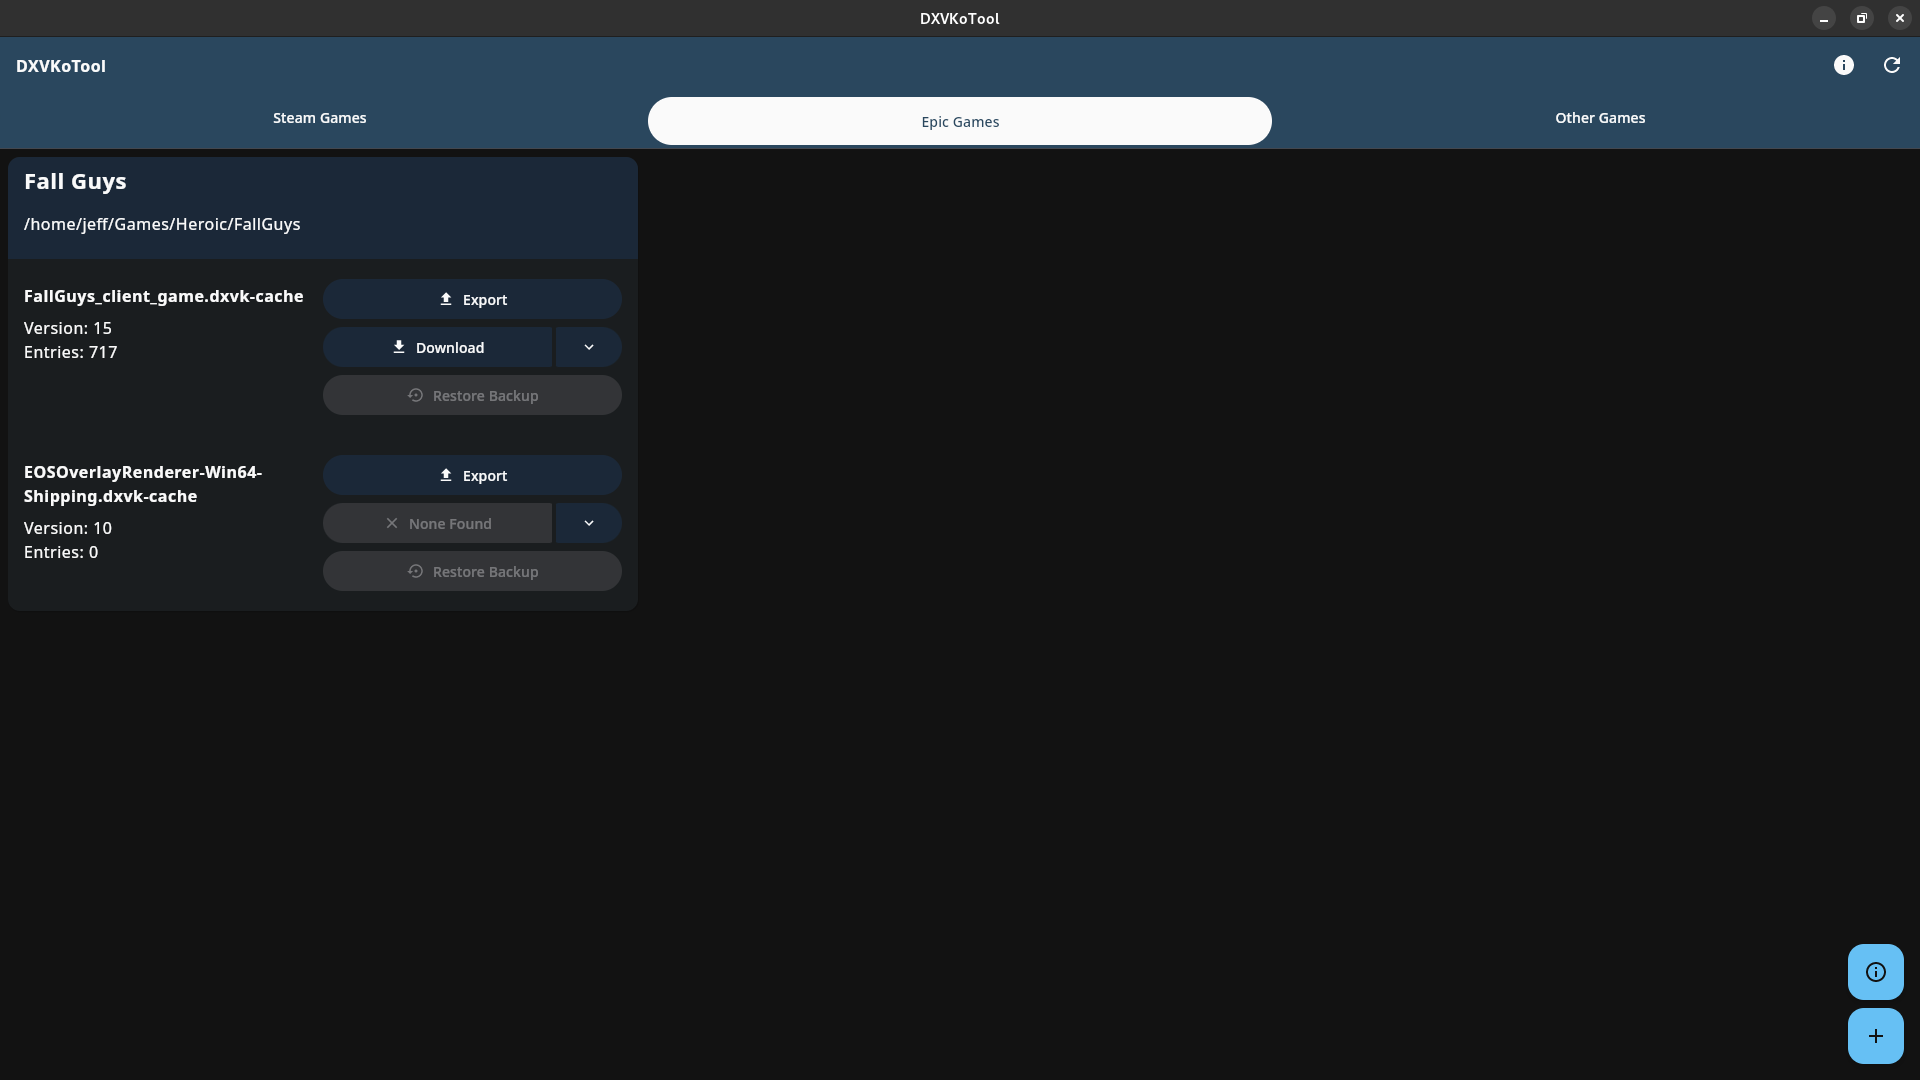 DXVKoTool
DXVKoTool
Steam Games
Epic Games
Other Games
Fall Guys
/home/jeff/Games/Heroic/FallGuys
FallGuys_client_game.dxvk-cache
Version: 15
Entries: 717
Export
Download
Restore Backup
EOSOverlayRenderer-Win64-
Shipping.dxvk-cache
Version: 10
Entries: 0
Export
None Found
Restore Backup